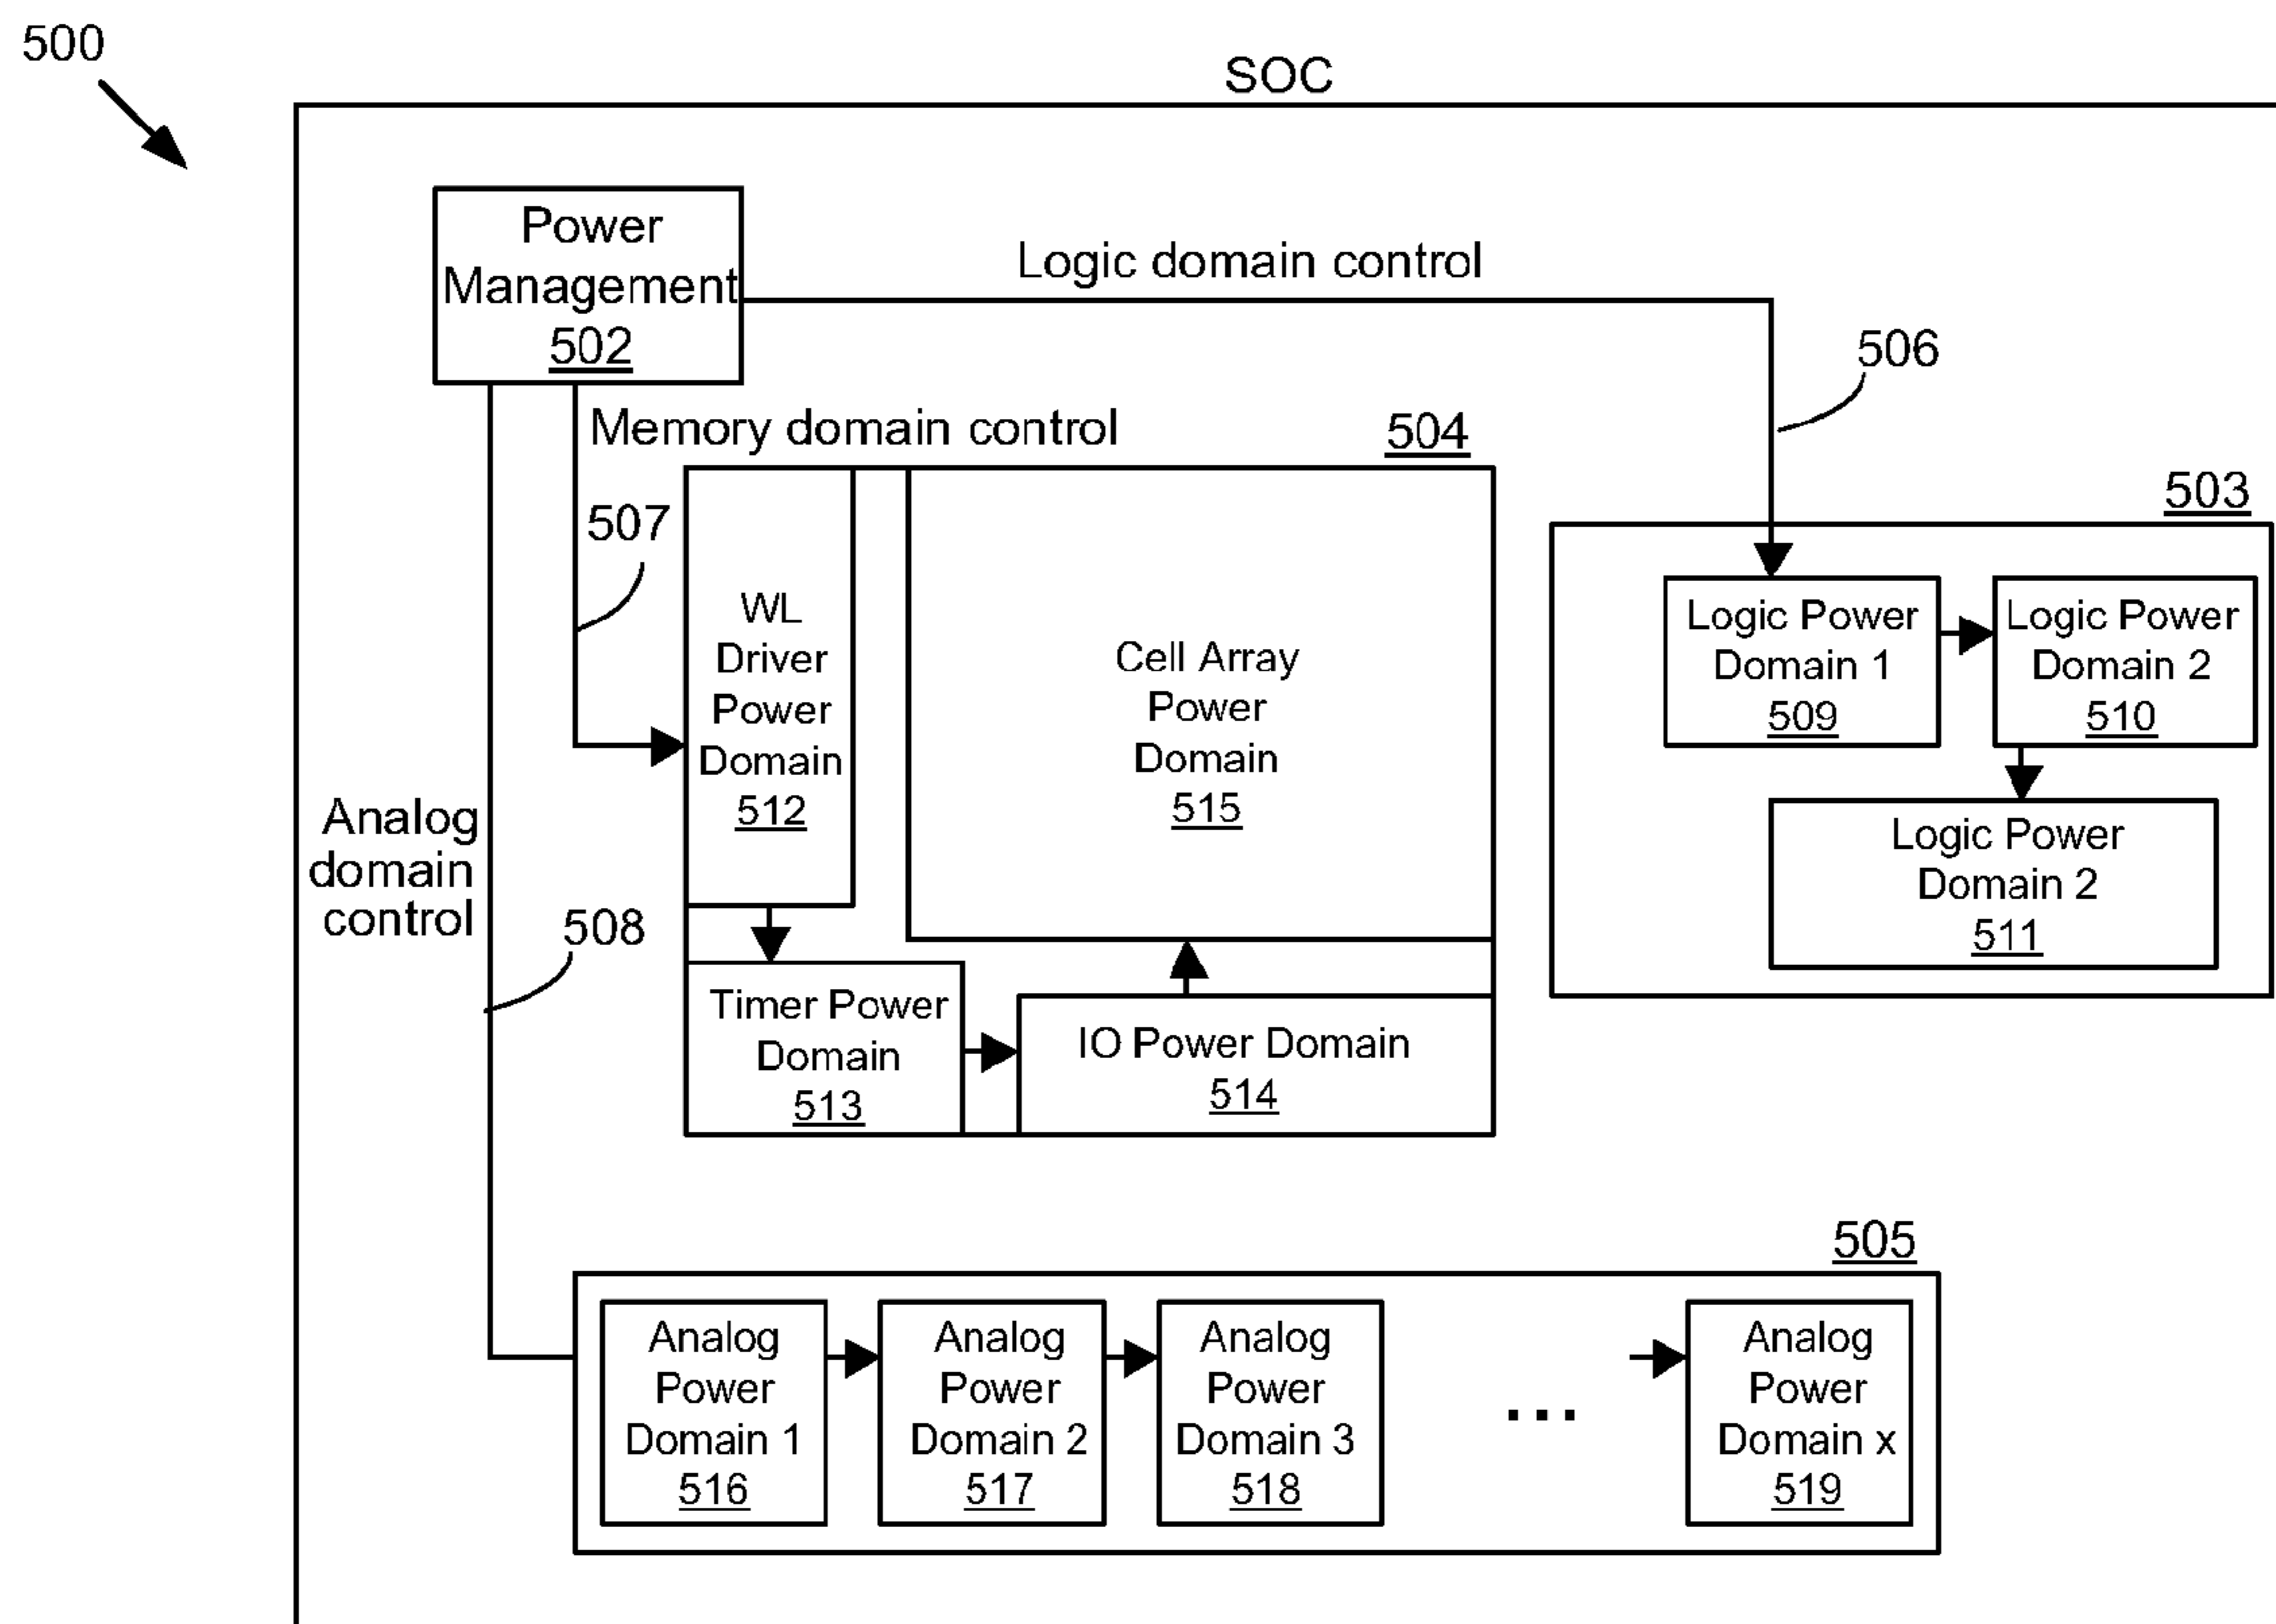 500
SOC
Power
Management
502
Logic domain control
506
Memory domain control
504
507
503
WL
Driver
Power
Domain
512
Cell Array
Power
Domain
515
Logic Power
Domain 1
509
Logic Power
Domain 2
510
Logic Power
Domain 2
511
Analog
domain
control
508
Timer Power
Domain
513
IO Power Domain
514
505
Analog
Power
Domain 1
516
Analog
Power
Domain 2
517
Analog
Power
Domain 3
518
...
Analog
Power
Domain x
519